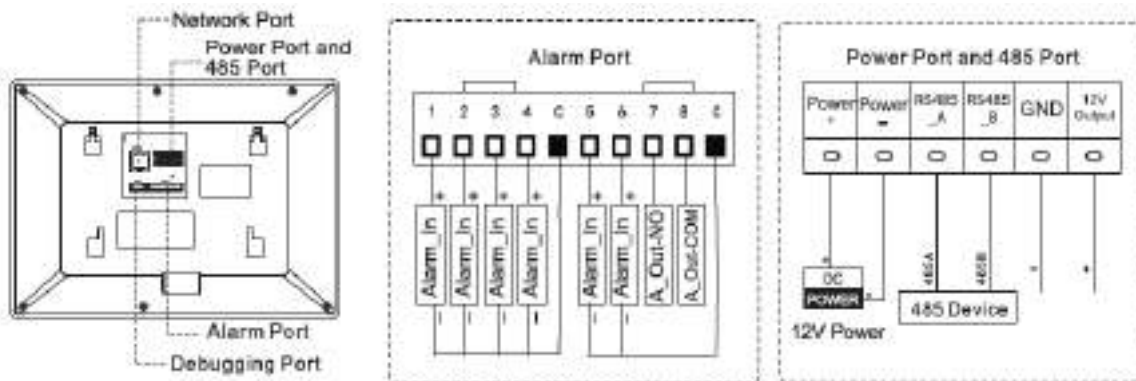 Network Port
Power Port and
485 Port
Alarm Port
Debugging Port
Alarm Port
1 2 3 4 C 5 6 7 8 C
+ + + + + +
Alarm_In
Alarm_In
Alarm_In
Alarm_In
Alarm_In
Alarm_In
A_Out-NO
A_Out-COM
Power Port and 485 Port
Power
+
Power
-
RS485
_A
RS485
_B
GND
12V
Output
DC
POWER
12V Power
485A
485B
485 Device